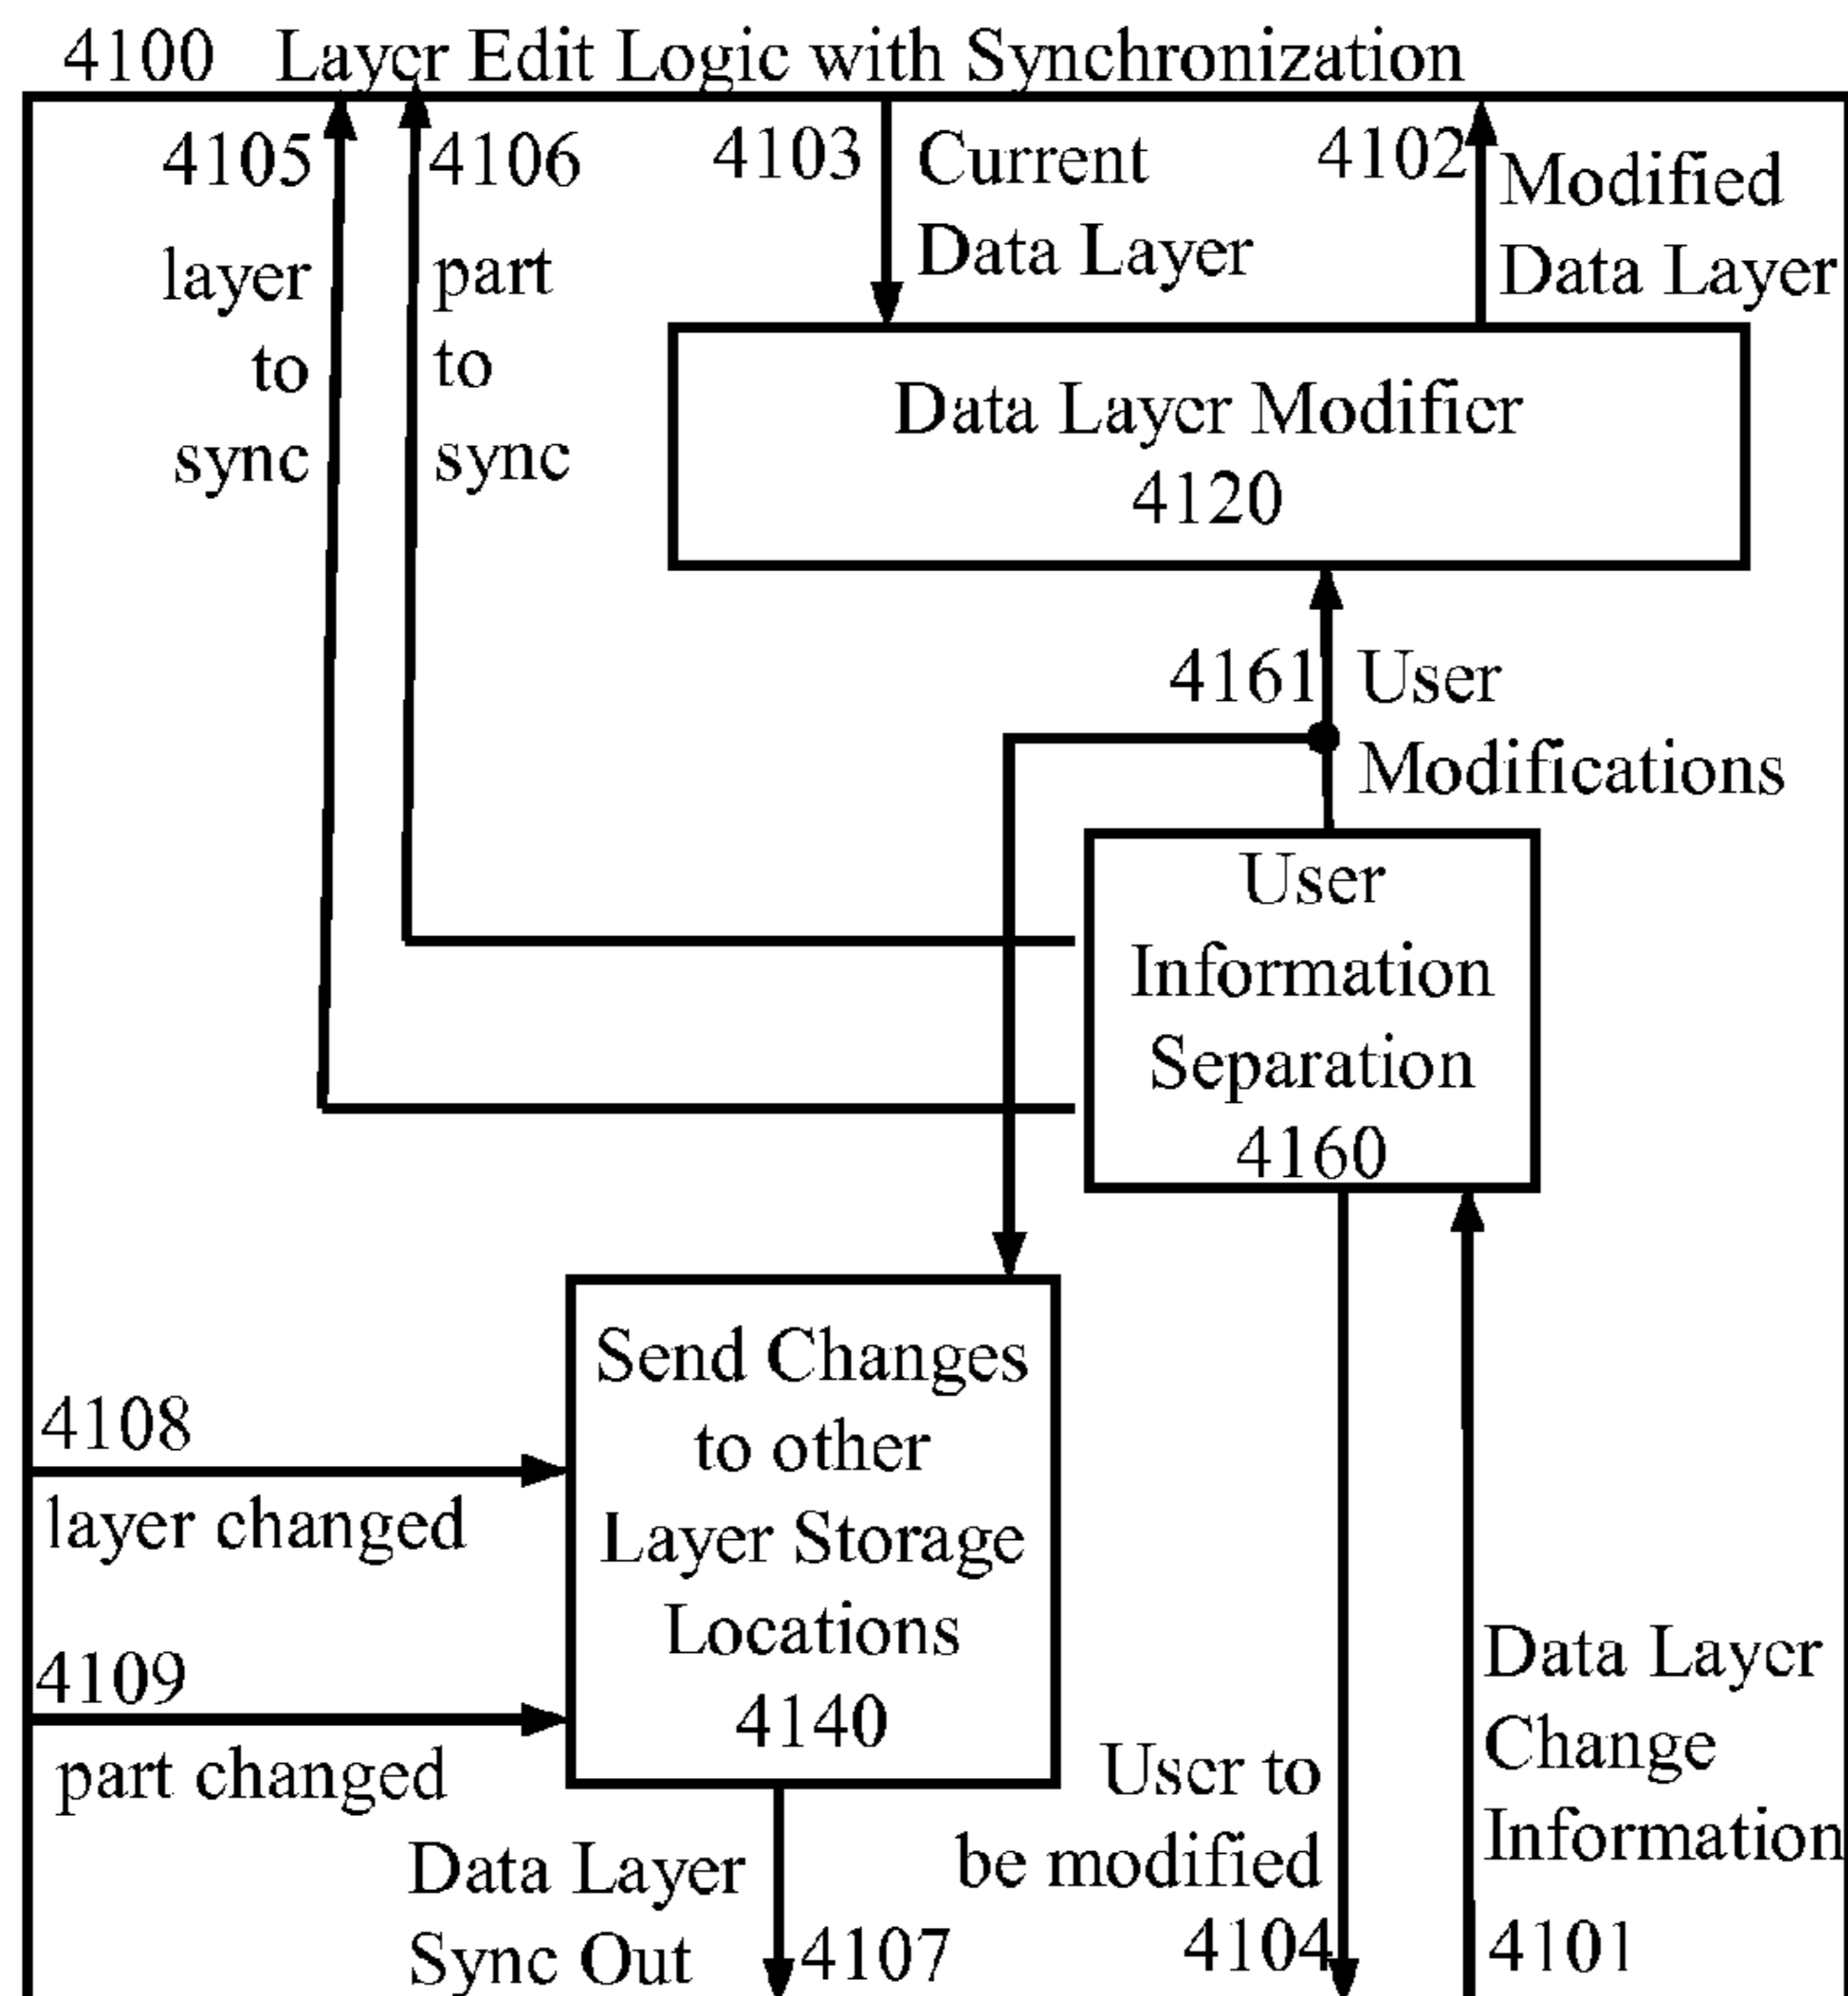 4100 Layer Edit Logic with Synchronization
4105
layer
to
sync
4106
part
to
sync
4103
Current
Data Layer
4102
Modified
Data Layer
Data Layer Modifier
4120
4161
User
Modifications
User
Information
Separation
4160
Send Changes
to other
Layer Storage
Locations
4140
4108
layer changed
4109
part changed
Data Layer
Sync Out
4107
User to
be modified
4104
Data Layer
Change
Information
4101